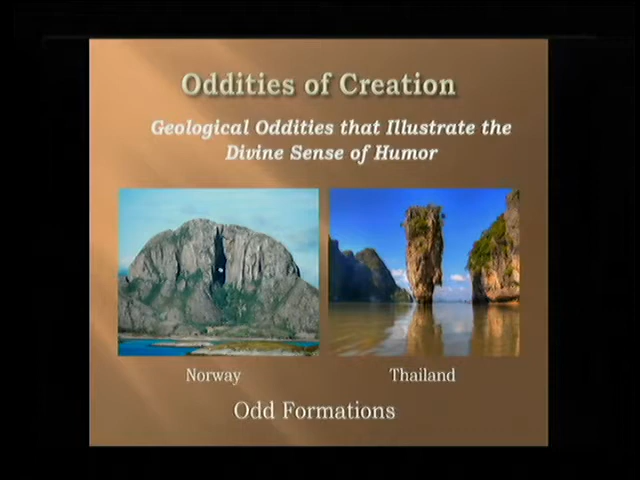 Oddities of Creation
Geological Oddities that Illustrate the
Divine Sense of Humor
Norway
Thailand
Odd Formations